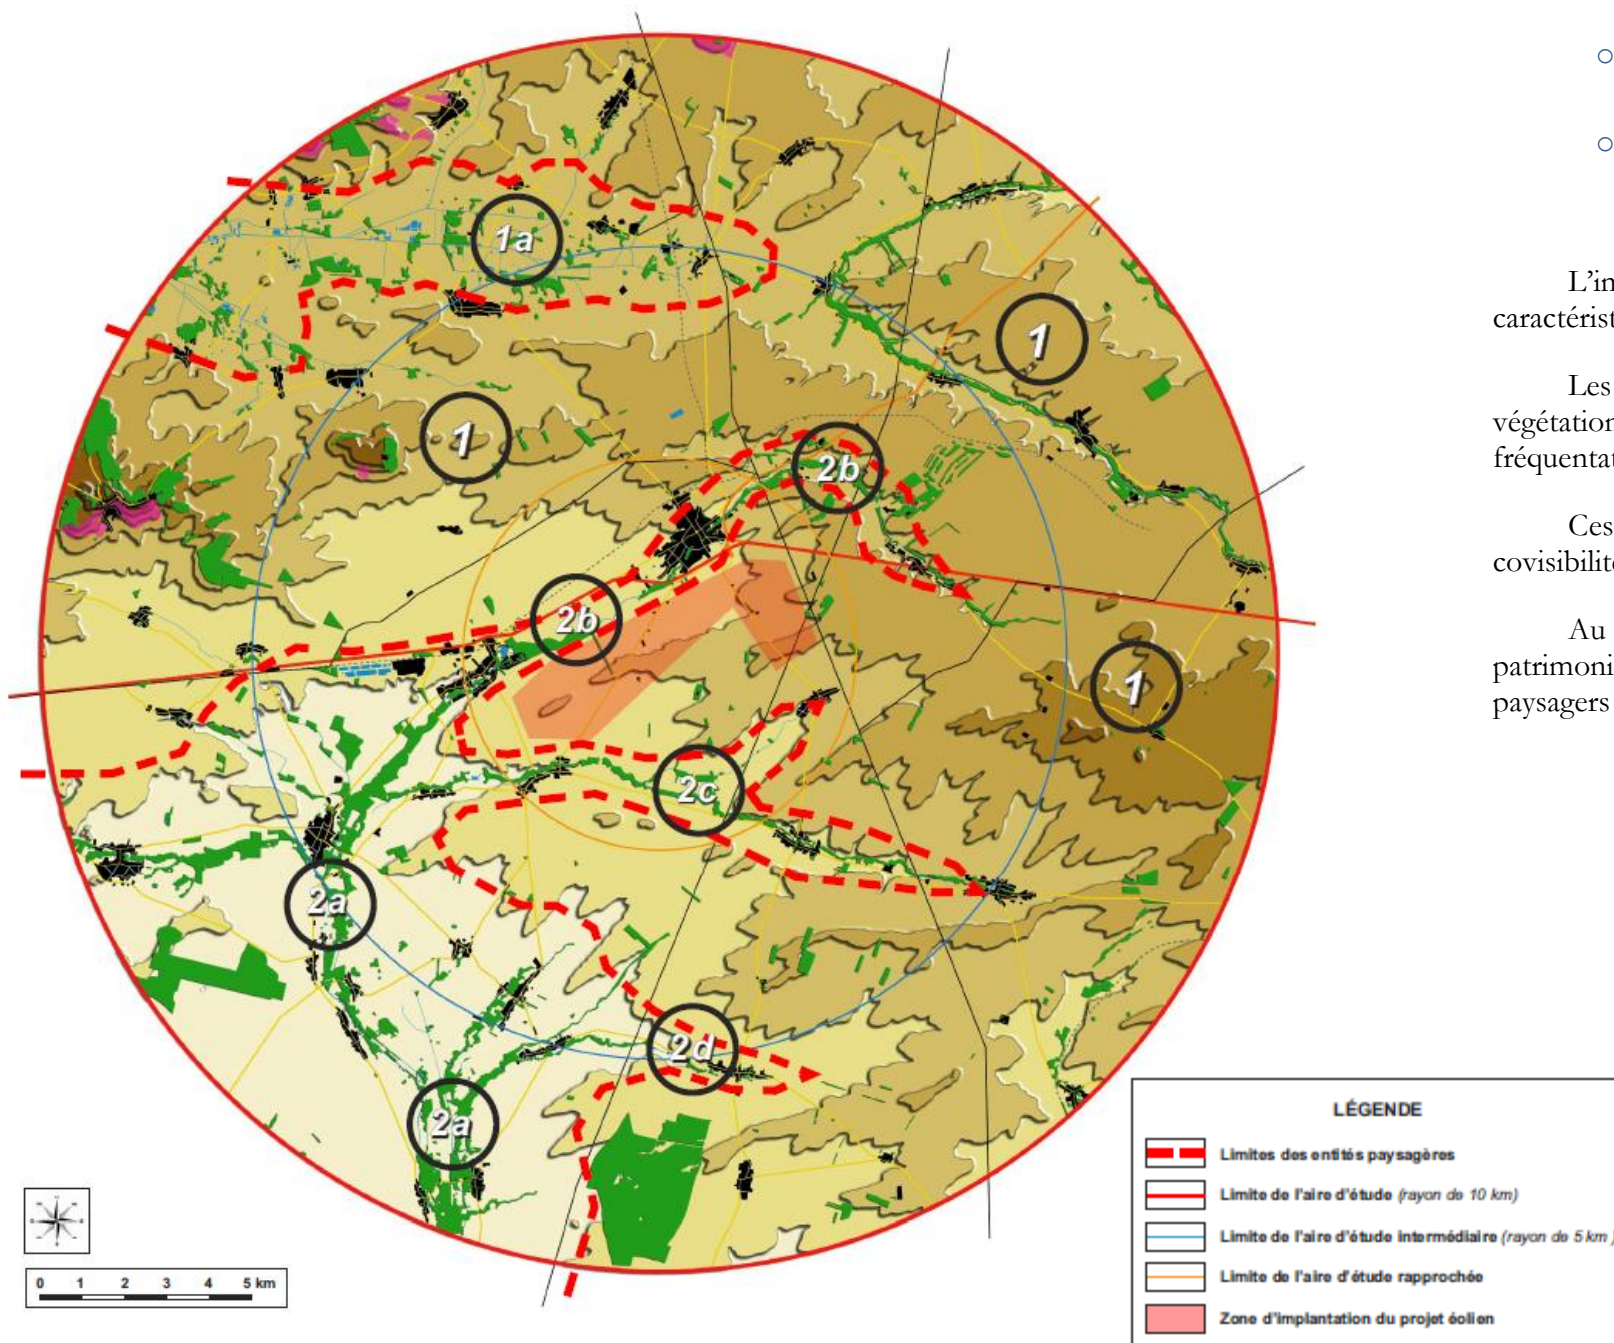 1a
1
1
2b
2b
1
2c
2a
2d
2a
0 1 2 3 4 5 km
LÉGENDE
Limites des entités paysagères
Limite de l'aire d'étude (rayon de 10 km)
Limite de l'aire d'étude intermédiaire (rayon de 5 km )
Limite de l'aire d'étude rapprochée
Zone d'implantation du projet éolien
L'in
caractérist
Les
végétation
fréquentat
Ces
covisibilité
Au
patrimoni
paysagers